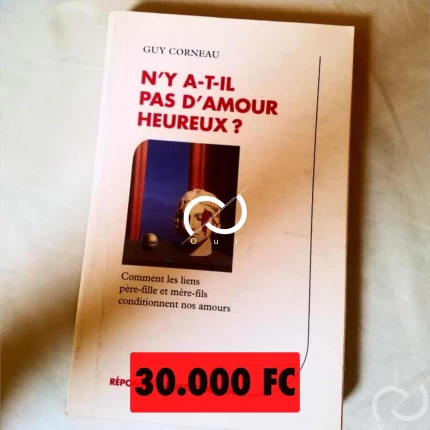 GUY CORNEAU
N'Y A-T-IL
PAS D'AMOUR
HEUREUX ?
Oui
Comment les liens
père-fille et mère-fils
conditionnent nos amours
30.000 FC